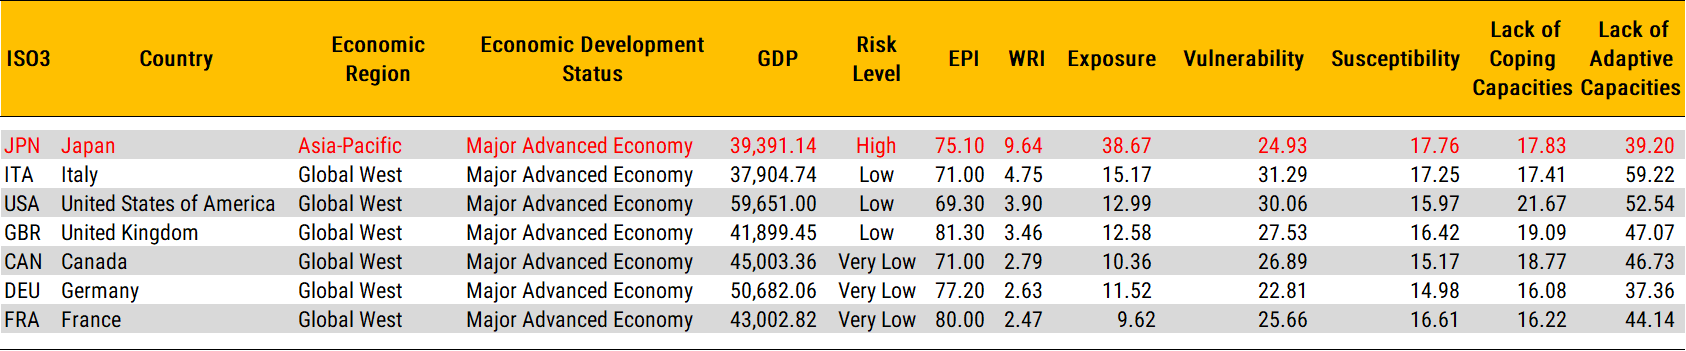 ISO3 Country Economic Region Economic Development Status GDP Risk Level EPI WRI Exposure Vulnerability Susceptibility Lack of Coping Capacities Lack of Adaptive Capacities
JPN Japan Asia-Pacific Major Advanced Economy 39,391.14 High 75.10 9.64 38.67 24.93 17.76 17.83 39.20
ITA Italy Global West Major Advanced Economy 37,904.74 Low 71.00 4.75 15.17 31.29 17.25 17.41 59.22
USA United States of America Global West Major Advanced Economy 59,651.00 Low 69.30 3.90 12.99 30.06 15.97 21.67 52.54
GBR United Kingdom Global West Major Advanced Economy 41,899.45 Low 81.30 3.46 12.58 27.53 16.42 19.09 47.07
CAN Canada Global West Major Advanced Economy 45,003.36 Very Low 71.00 2.79 10.36 26.89 15.17 18.77 46.73
DEU Germany Global West Major Advanced Economy 50,682.06 Very Low 77.20 2.63 11.52 22.81 14.98 16.08 37.36
FRA France Global West Major Advanced Economy 43,002.82 Very Low 80.00 2.47 9.62 25.66 16.61 16.22 44.14